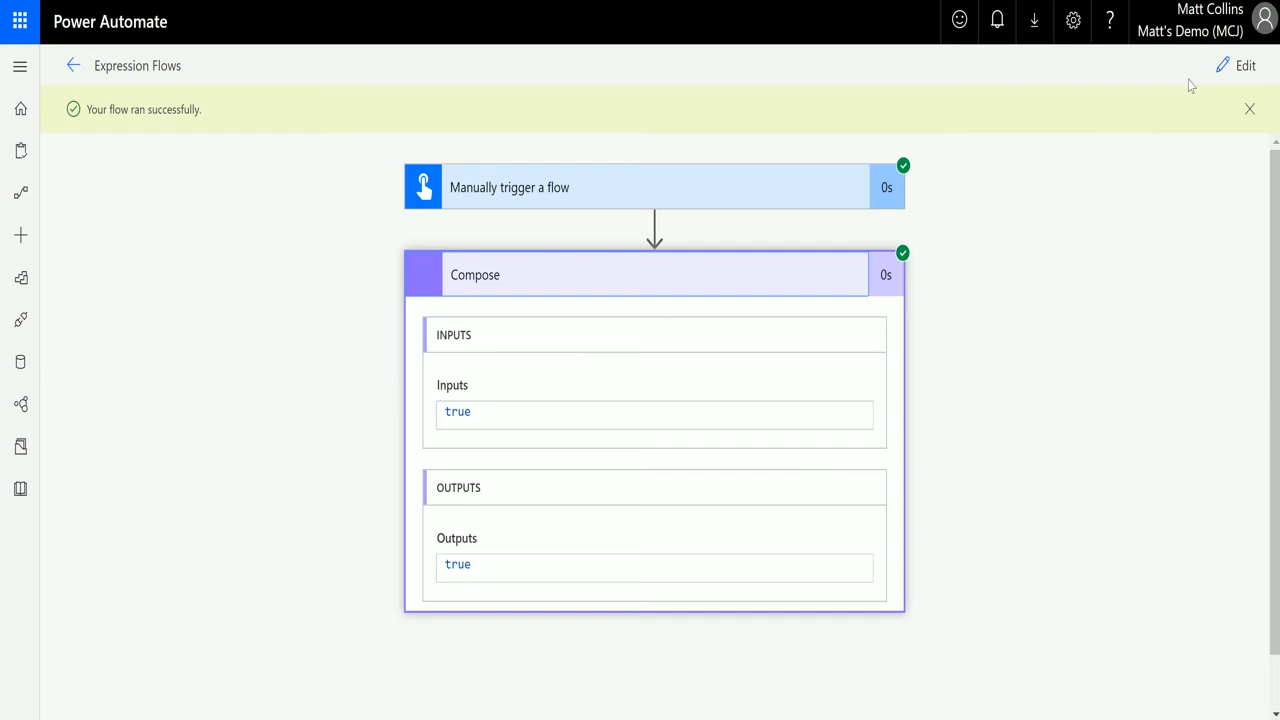 Power Automate
?
Matt Collins
Matt's Demo (MCJ)
Expression Flows
Edit
Your flow ran successfully.
Manually trigger a flow
0s
Compose
0s
INPUTS
Inputs
true
OUTPUTS
Outputs
true